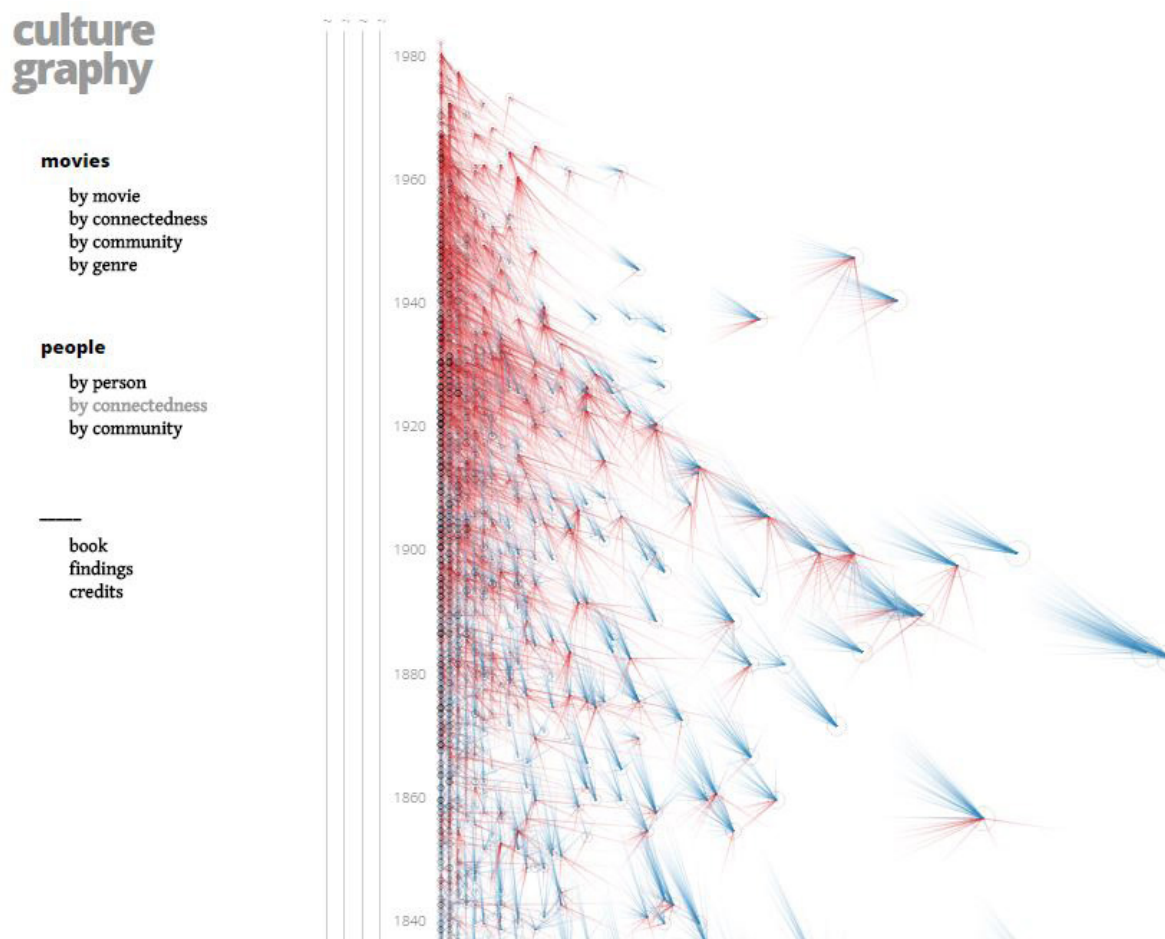 culture
graphy
movies
by movie
by connectedness
by community
by genre
people
by person
by connectedness
by community
book
findings
credits
1980
1960
1940
1920
1900
1880
1860
1840